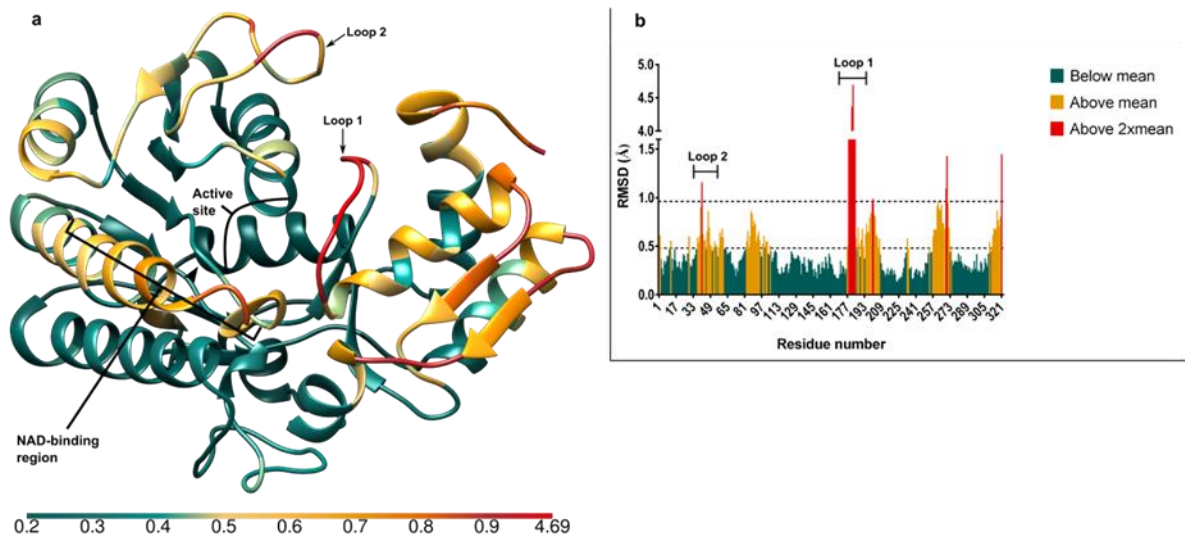 a
Loop 2
Loop 1
Active
site
NAD-binding
region
0.2 0.3 0.4 0.5 0.6 0.7 0.8 0.9 4.69
b
Loop 1
5.0
4.5
4.0
1.5
1.0
0.5
0.0
RMSD (Å)
Loop 2
Below mean
Above mean
Above 2xmean
1 17 33 49 65 81 97 113 129 145 161 177 193 209 225 241 257 273 289 305 321
Residue number